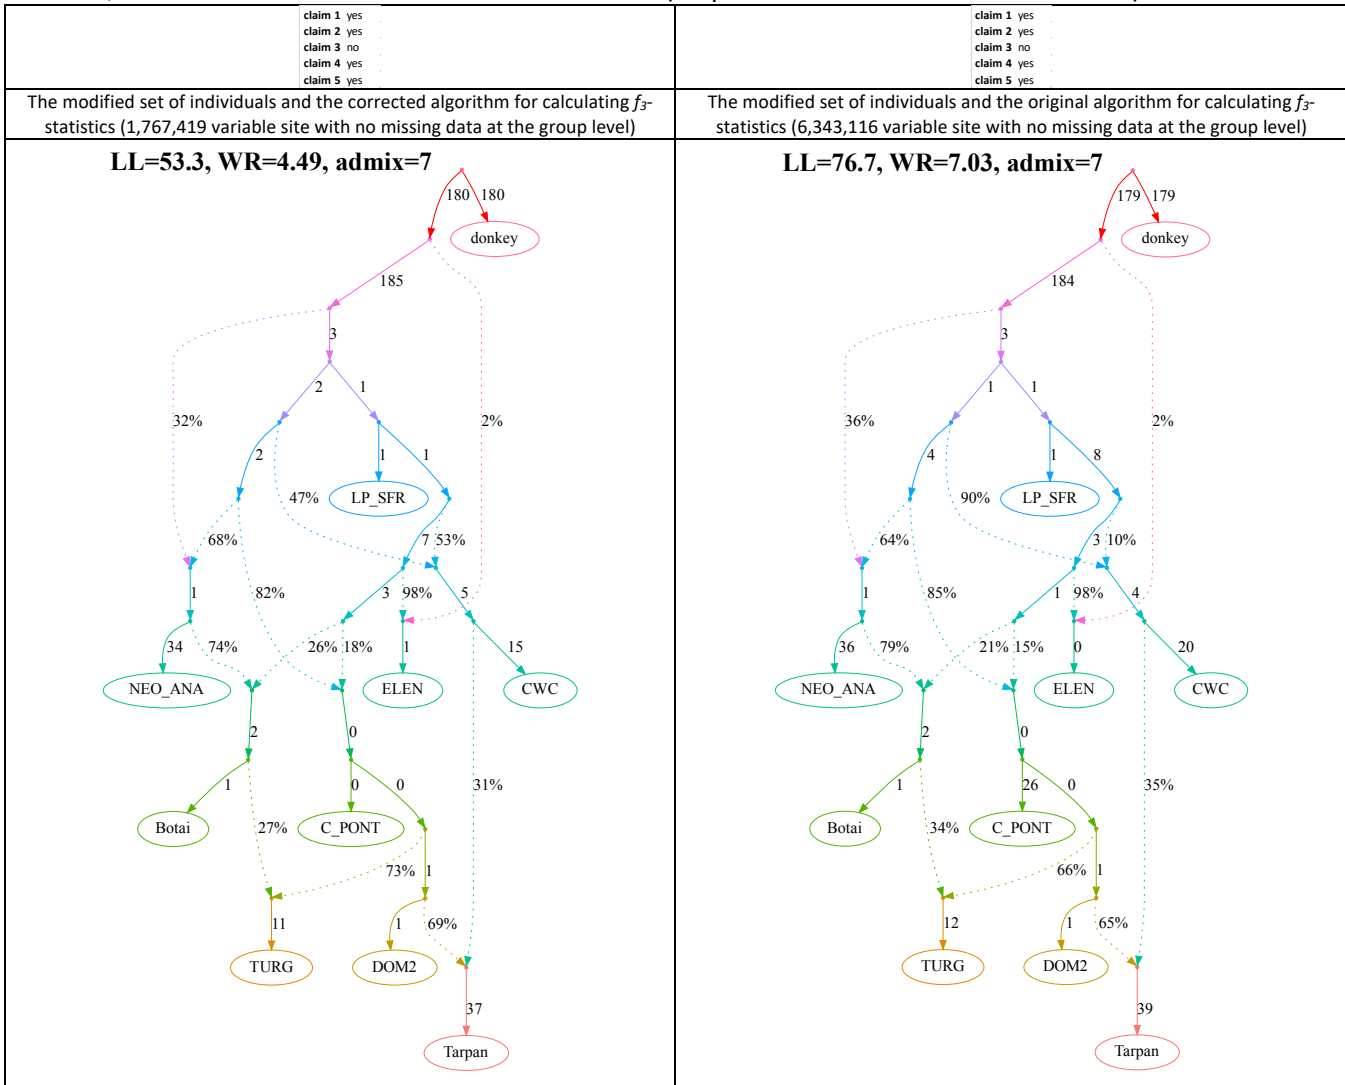 claim 1 yes
claim 2 yes
claim 3 no
claim 4 yes
claim 5 yes
The modified set of individuals and the corrected algorithm for calculating f3-
statistics (1,767,419 variable site with no missing data at the group level)
LL=53.3, WR=4.49, admix=7
180 180
donkey
185
3
2 1
32% 2%
2 1 1
47% LP_SFR
68% 7 53%
1 82% 3 98% 5
34 74% 26% 18% 1 15
NEO_ANA ELEN CWC
2 0
1 0 0 31%
Botai 27% C_PONT
73% 1
11 1 69%
TURG DOM2
37
Tarpan
claim 1 yes
claim 2 yes
claim 3 no
claim 4 yes
claim 5 yes
The modified set of individuals and the original algorithm for calculating f3-
statistics (6,343,116 variable site with no missing data at the group level)
LL=76.7, WR=7.03, admix=7
179 179
donkey
184
3
1 1
36% 2%
4 1 8
90% LP_SFR
64% 3 10%
1 85% 1 98% 4
36 79% 21% 15% 0 20
NEO_ANA ELEN CWC
2 0
1 26 0 35%
Botai 34% C_PONT
66% 1
12 1 65%
TURG DOM2
39
Tarpan